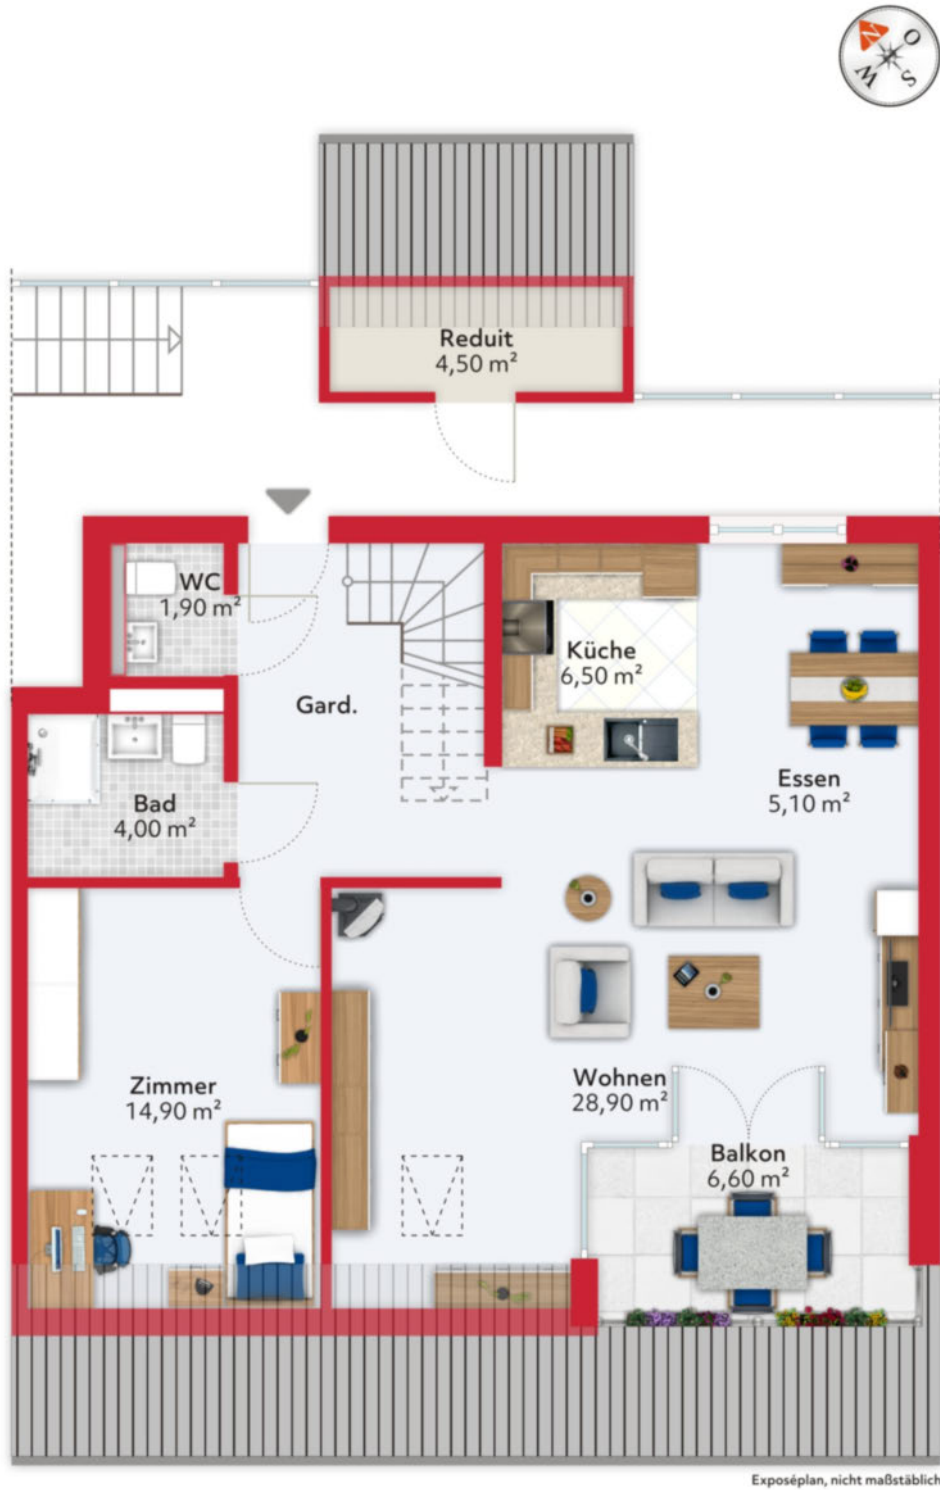 N
O
W
S
Reduit
4,50 m²
WC
1,90 m²
Küche
6,50 m²
Gard.
Essen
5,10 m²
Bad
4,00 m²
Zimmer
14,90 m²
Wohnen
28,90 m²
Balkon
6,60 m²
Exposéplan, nicht maßstäblich